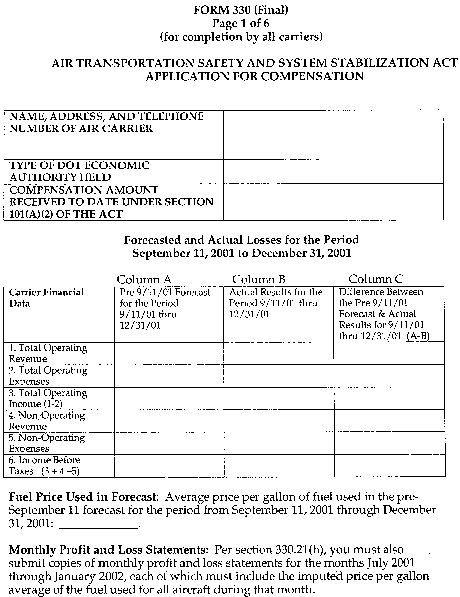 FORM 330 (Final)
Page 1 of 6
(for completion by all carriers)
AIR TRANSPORTATION SAFETY AND SYSTEM STABILIZATION ACT
APPLICATION FOR COMPENSATION
NAME, ADDRESS, AND TELEPHONE
NUMBER OF AIR CARRIER
TYPE OF DOT ECONOMIC
AUTHORITY HELD
COMPENSATION AMOUNT
RECEIVED TO DATE UNDER SECTION
101(A)(2) OF THE ACT
Forecasted and Actual Losses for the Period
September 11, 2001 to December 31, 2001
Column A Column B Column C
Carrier Financial
Data
Pre 9/11/01 Forecast
for the Period
9/11/01 thru
12/31/01
Actual Results for the
Period 9/11/01 thru
12/31/01
Difference Between
the Pre 9/11/01
Forecast & Actual
Results for 9/11/01
thru 12/31/01 (A-B)
1. Total Operating
Revenue
2. Total Operating
Expenses
3. Total Operating
Income (1-2)
4. Non-Operating
Revenue
5. Non-Operating
Expenses
6. Income Before
Taxes (3+4-5)
Fuel Price Used in Forecast: Average price per gallon of fuel used in the pre-
September 11 forecast for the period from September 11, 2001 through December
31, 2001: ____________.
Monthly Profit and Loss Statements: Per section 330.21(h), you must also
submit copies of monthly profit and loss statements for the months July 2001
through January 2002, each of which must include the imputed price per gallon
average of the fuel used for all aircraft during that month.